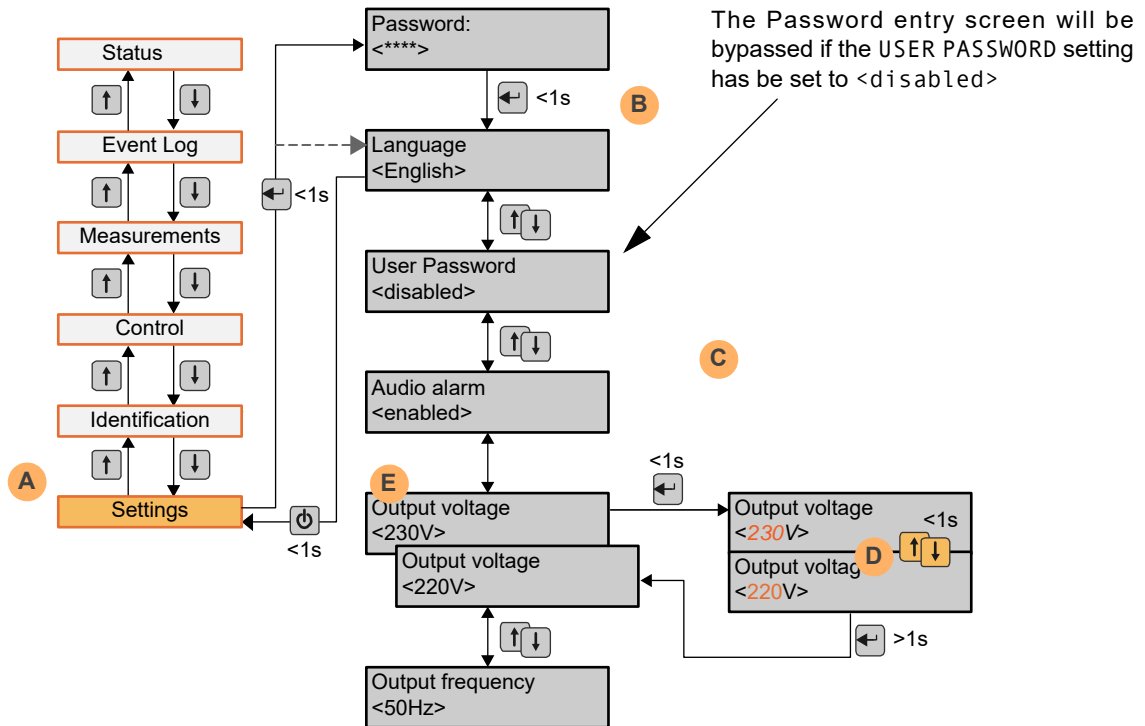 Status
Event Log
Measurements
Control
Identification
A
Settings
<1s
<1s
Password:
<****>
<1s
B
Language
<English>
User Password
<disabled>
C
Audio alarm
<enabled>
E
Output voltage
<230V>
Output voltage
<220V>
Output frequency
<50Hz>
<1s
Output voltage
<230V>
<1s
D
Output voltag
<220V>
>1s
The Password entry screen will be
bypassed if the USER PASSWORD setting
has be set to <disabled>